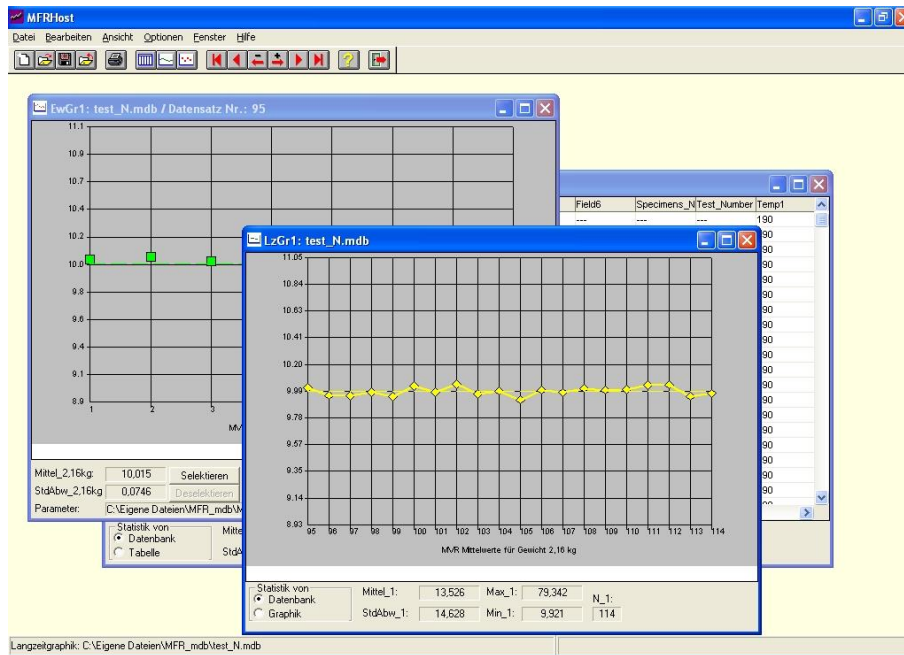 MFRHost
Datei Bearbeiten Ansicht Optionen Fenster Hilfe
EwGr1: test_N.mdb / Datensatz Nr.: 95
11.1
10.9
10.7
10.4
10.2
10.0
9.8
9.6
9.4
9.1
8.9
1 2 3
Mittel_2,16kg: 10,015 Selektieren
StdAbw_2,16kg 0,0746 Deselektieren
Parameter: C:\Eigene Dateien\MFR_mdb\
Statistik von
Datenbank
Tabelle
Field6 Specimens_N Test_Number Temp1
--- --- --- 190
LzGr1: test_N.mdb
11.05
10.84
10.63
10.41
10.20
9.99
9.78
9.57
9.35
9.14
8.93
95 96 97 98 99 100 101 102 103 104 105 106 107 108 109 110 111 112 113 114
MVR Mittelwerte für Gewicht 2,16 kg
Statistik von
Datenbank
Graphik
Mittel_1: 13,526 Max_1: 79,342 N_1:
StdAbw_1: 14,628 Min_1: 9,921 114
Langzeitgraphik: C:\Eigene Dateien\MFR_mdb\test_N.mdb